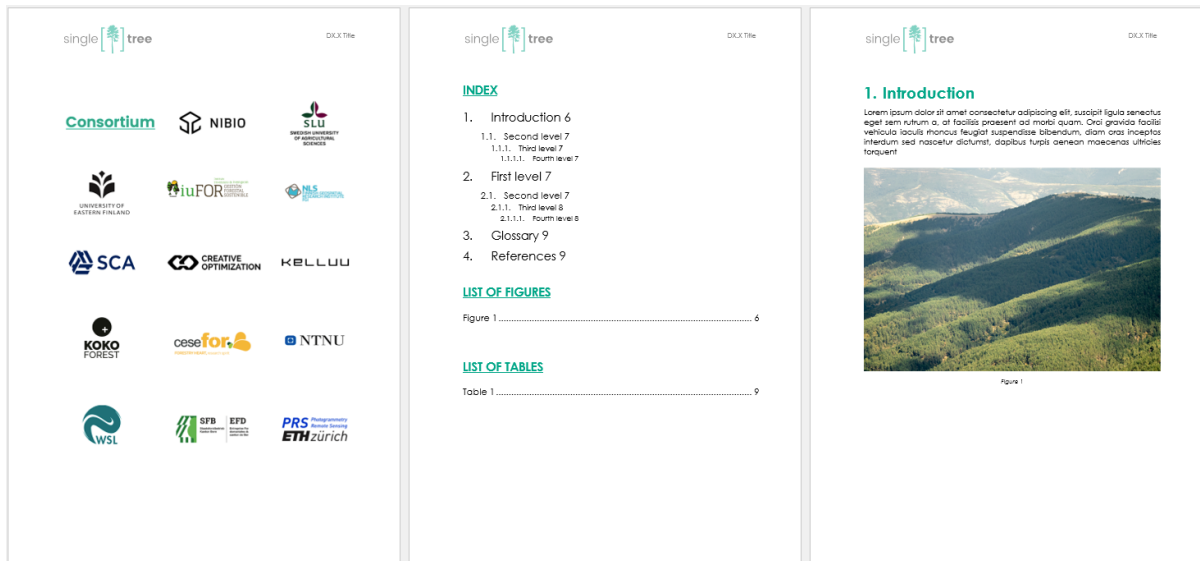 single tree
DX.X Title
Consortium
NIBIO
SLU
SWEDISH UNIVERSITY
OF AGRICULTURAL
SCIENCES
UNIVERSITY OF
EASTERN FINLAND
iuFOR
GESTIÓN
FORESTAL
SOSTENIBLE
NLS
SCA
CREATIVE
OPTIMIZATION
KELLUU
KOKO
FOREST
cesefor
NTNU
WSL
SFB
EFD
PRS Photogrammetry
Remote Sensing
ETH zürich
single tree
DX.X Title
INDEX
1. Introduction 6
1.1. Second level 7
1.1.1. Third level 7
1.1.1.1. Fourth level 7
2. First level 7
2.1. Second level 7
2.1.1. Third level 8
2.1.1.1. Fourth level 8
3. Glossary 9
4. References 9
LIST OF FIGURES
Figure 1 ........................................................................ 6
LIST OF TABLES
Table 1 ........................................................................ 9
single tree
DX.X Title
1. Introduction
Lorem ipsum dolor sit amet consectetur adipiscing elit, suscipit ligula senectus
eget sem rutrum a, at facilisis praesent ad morbi quam. Orci gravida facilisi
vehicula iaculis rhoncus feugiat suspendisse bibendum, diam cras inceptos
interdum sed nascetur dictumst, dapibus turpis aenean maecenas ultricies
torquent
Figure 1